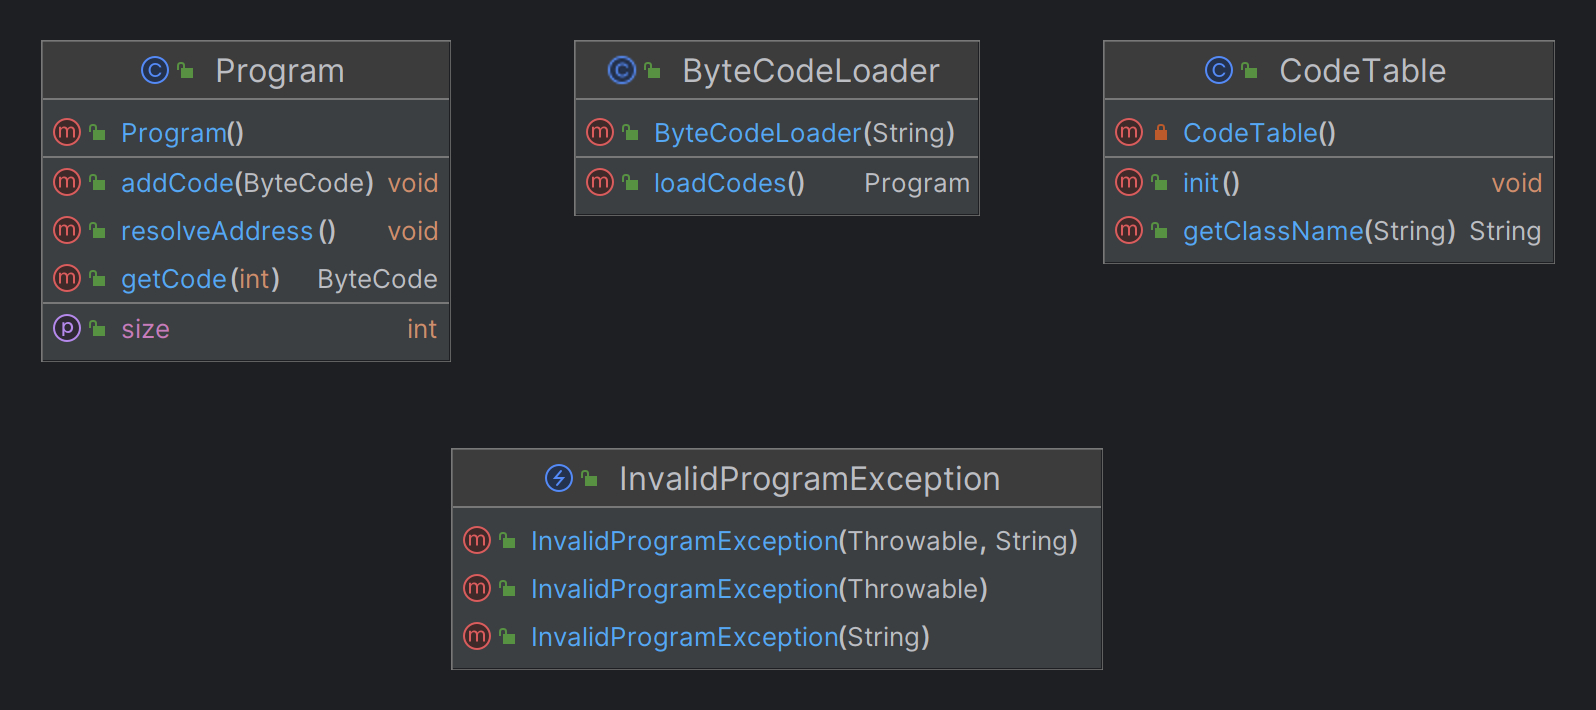 Program
Program()
addCode(ByteCode) void
resolveAddress() void
getCode(int) ByteCode
size int
ByteCodeLoader
ByteCodeLoader(String)
loadCodes() Program
CodeTable
CodeTable()
init() void
getClassName(String) String
InvalidProgramException
InvalidProgramException(Throwable, String)
InvalidProgramException(Throwable)
InvalidProgramException(String)